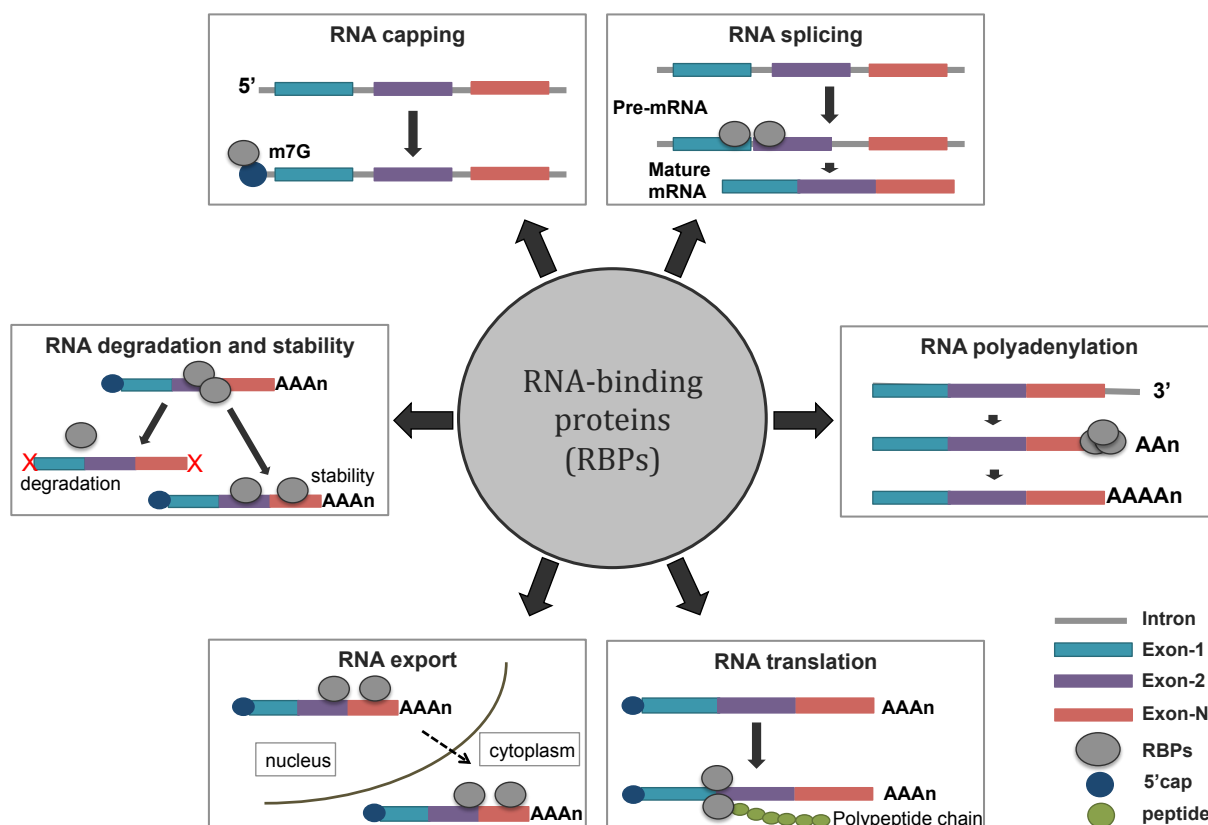 RNA capping
5’
m7G
RNA splicing
Pre-mRNA
Mature
mRNA
RNA degradation and stability
AAAn
X
X
degradation
stability
AAAn
RNA-binding
proteins
(RBPs)
RNA polyadenylation
3’
AAn
AAAAn
RNA export
AAAn
nucleus
cytoplasm
AAAn
RNA translation
AAAn
AAAn
Polypeptide chain
Intron
Exon-1
Exon-2
Exon-N
RBPs
5’cap
peptide